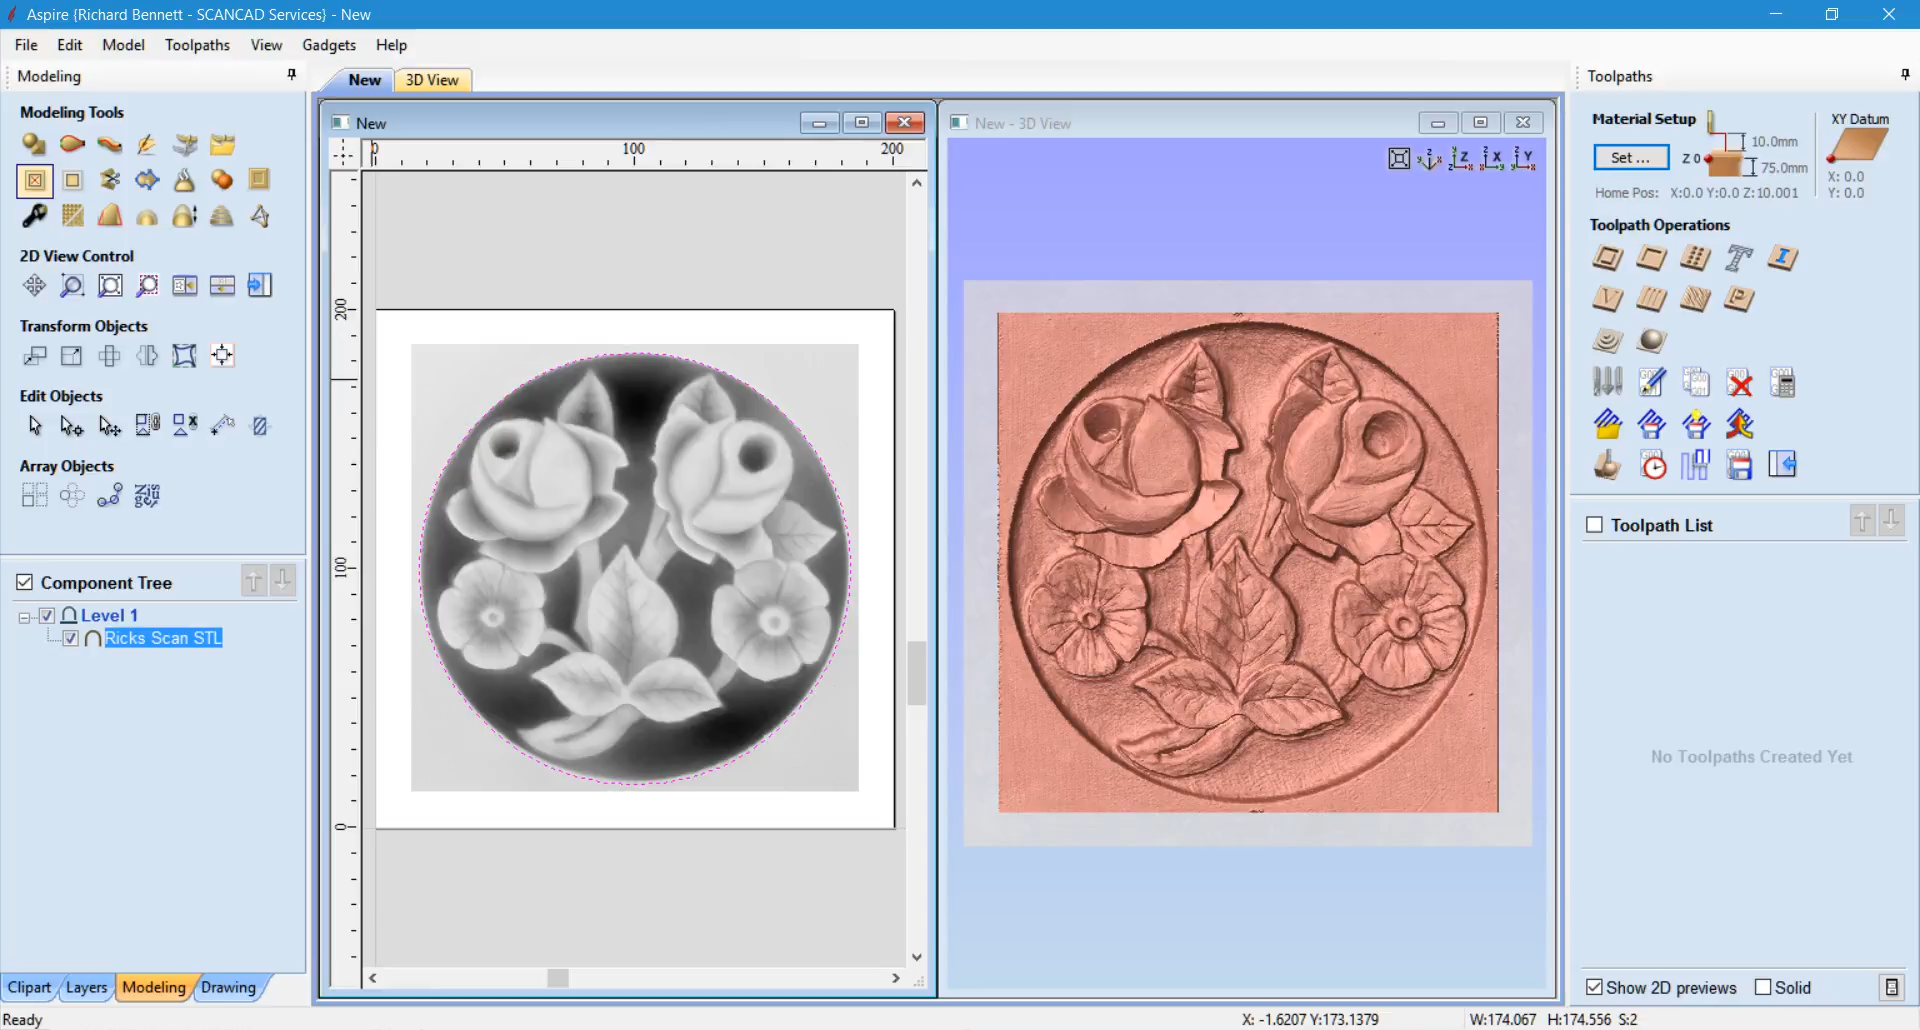 Aspire {Richard Bennett - SCANCAD Services} - New
File Edit Model Toolpaths View Gadgets Help
Modeling
New 3D View
Toolpaths
Modeling Tools
2D View Control
Transform Objects
Edit Objects
Array Objects
Component Tree
Level 1
Ricks Scan STL
Clipart Layers Modeling Drawing
Ready
New
0 100 200
200
100
0
New - 3D View
Material Setup
Set ...
Z 0
10.0mm
75.0mm
XY Datum
X: 0.0
Y: 0.0
Home Pos: X:0.0 Y:0.0 Z:10.001
Toolpath Operations
Toolpath List
No Toolpaths Created Yet
Show 2D previews Solid
X: -1.6207 Y:173.1379
W:174.067 H:174.556 S:2